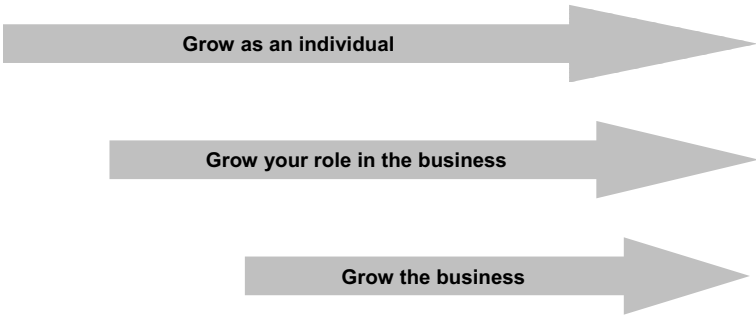 Grow as an individual
Grow your role in the business
Grow the business